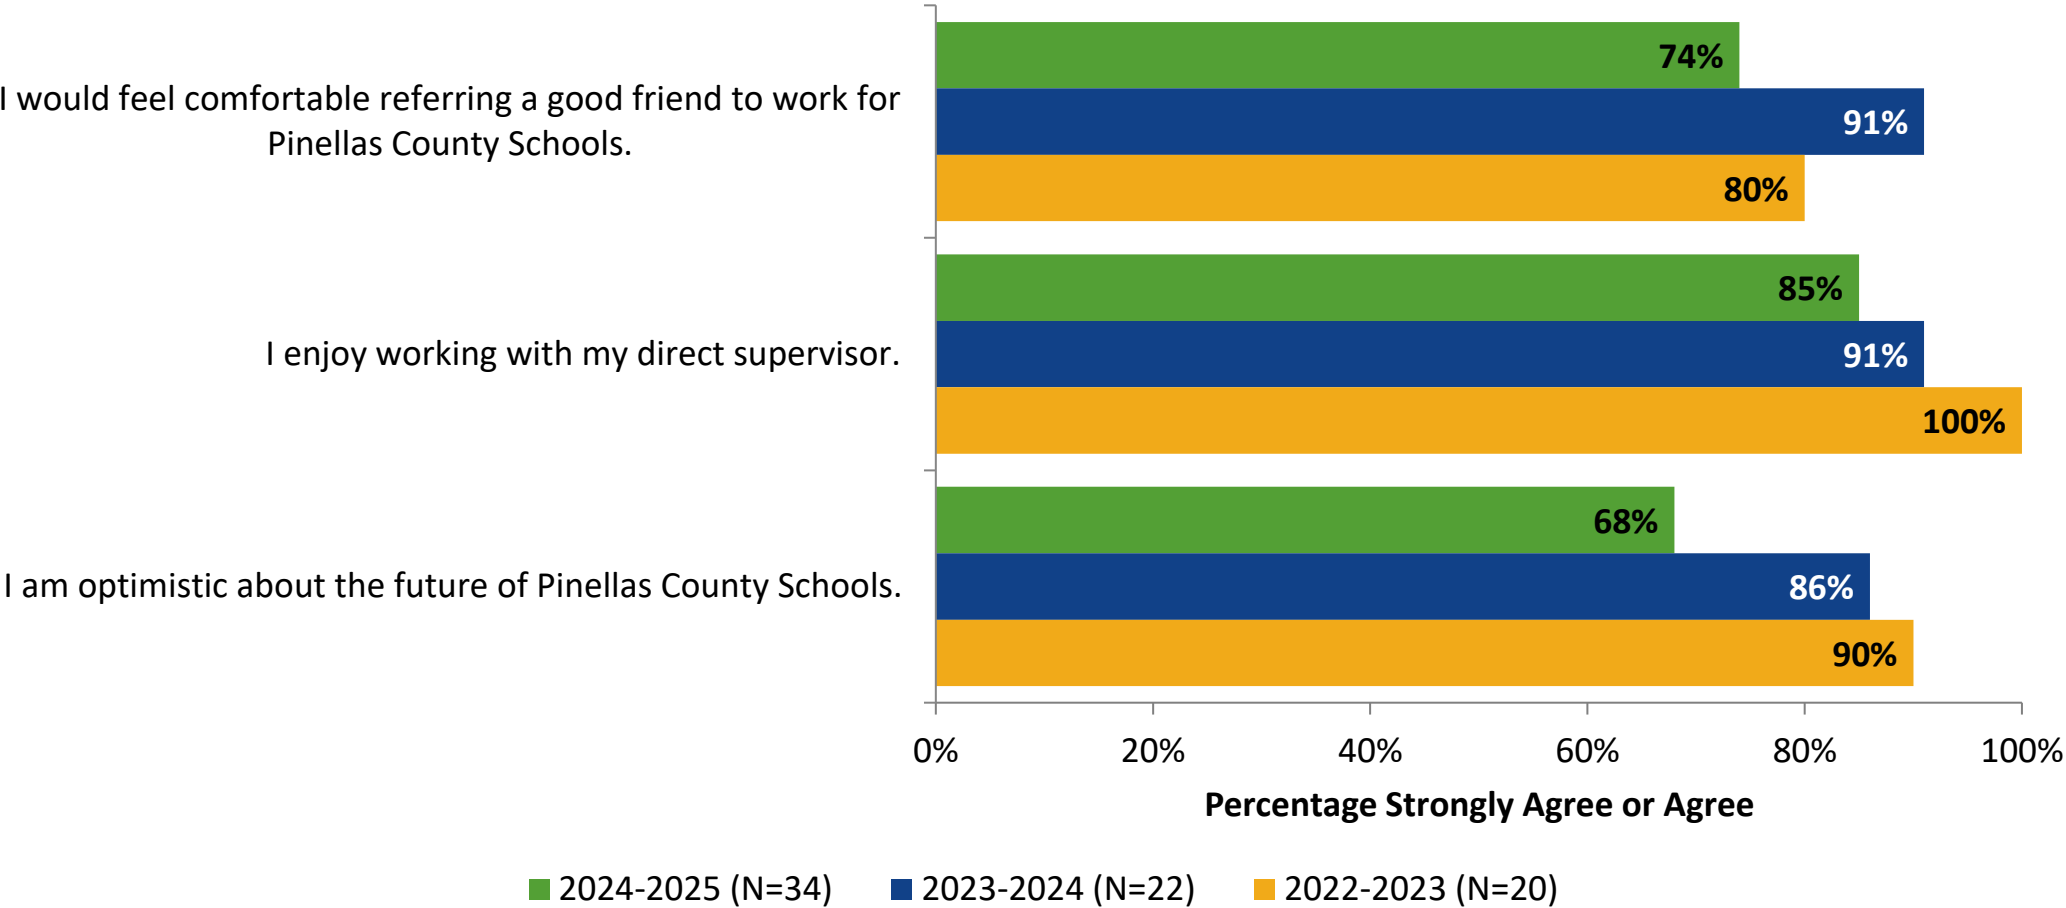 I would feel comfortable referring a good friend to work for
Pinellas County Schools.
74%
91%
80%
I enjoy working with my direct supervisor.
85%
91%
100%
I am optimistic about the future of Pinellas County Schools.
68%
86%
90%
0% 20% 40% 60% 80% 100%
Percentage Strongly Agree or Agree
2024-2025 (N=34) 2023-2024 (N=22) 2022-2023 (N=20)